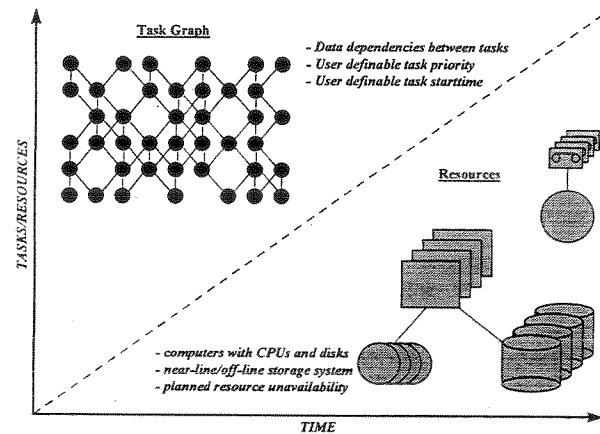 Task Graph
- Data dependencies between tasks
- User definable task priority
- User definable task starttime
TASKS/RESOURCES
Resources
- computers with CPUs and disks
- near-line/off-line storage system
- planned resource unavailability
TIME